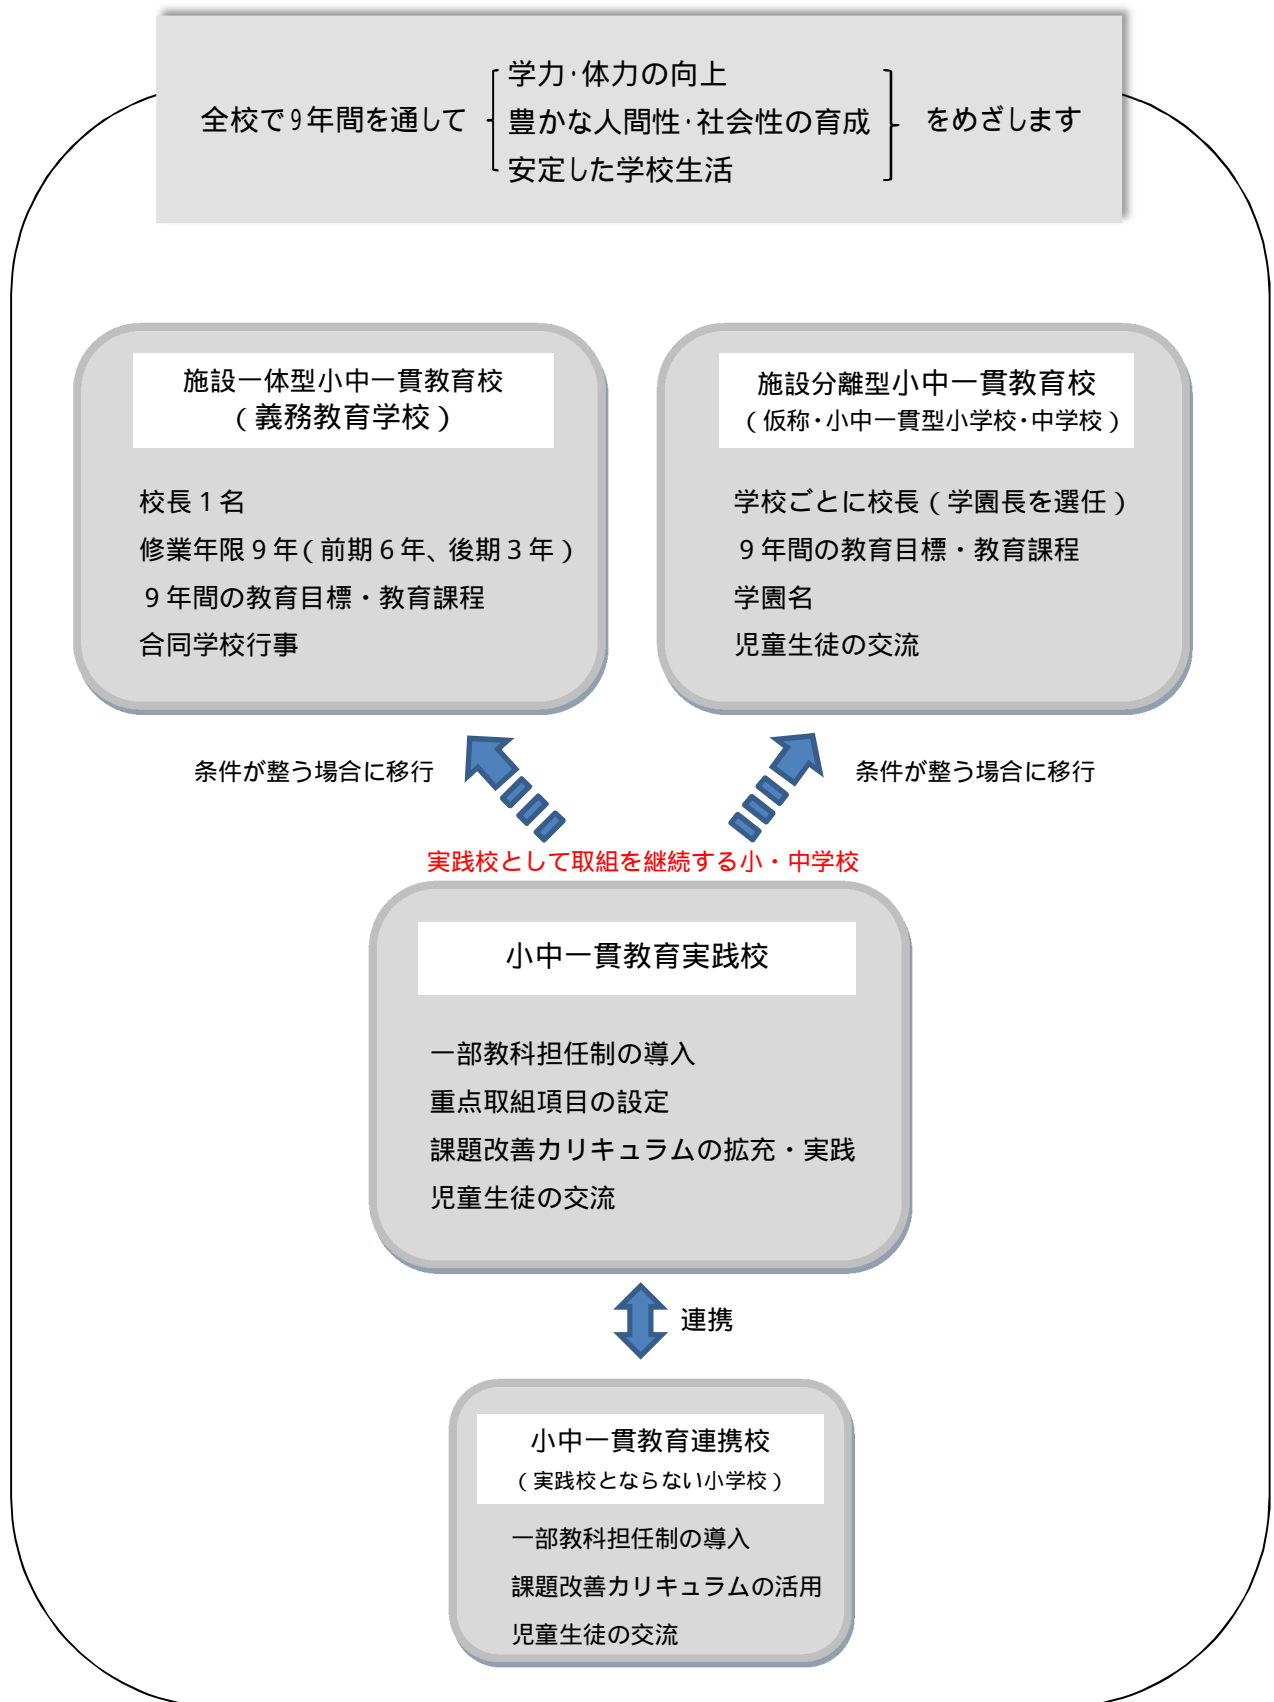 学力・体力の向上
全校で9年間を通して 豊かな人間性・社会性の育成 をめざします
安定した学校生活
施設一体型小中一貫教育校
(義務教育学校)
校長1名
修業年限9年(前期6年、後期3年)
9年間の教育目標・教育課程
合同学校行事
施設分離型小中一貫教育校
(仮称・小中一貫型小学校・中学校)
学校ごとに校長(学園長を選任)
9年間の教育目標・教育課程
学園名
児童生徒の交流
条件が整う場合に移行
条件が整う場合に移行
実践校として取組を継続する小・中学校
小中一貫教育実践校
一部教科担任制の導入
重点取組項目の設定
課題改善カリキュラムの拡充・実践
児童生徒の交流
連携
小中一貫教育連携校
(実践校とならない小学校)
一部教科担任制の導入
課題改善カリキュラムの活用
児童生徒の交流